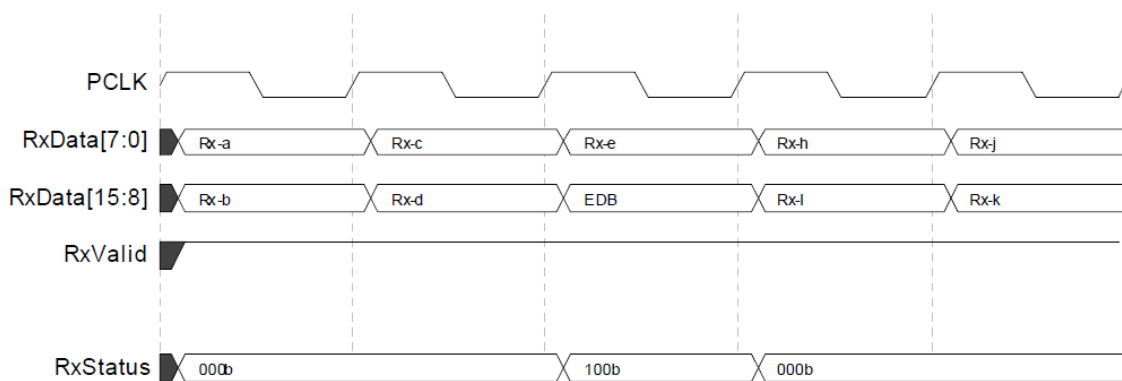 PCLK
RxData[7:0] Rx-a Rx-c Rx-e Rx-h Rx-j
RxData[15:8] Rx-b Rx-d EDB Rx-l Rx-k
RxValid
RxStatus 000b 100b 000b